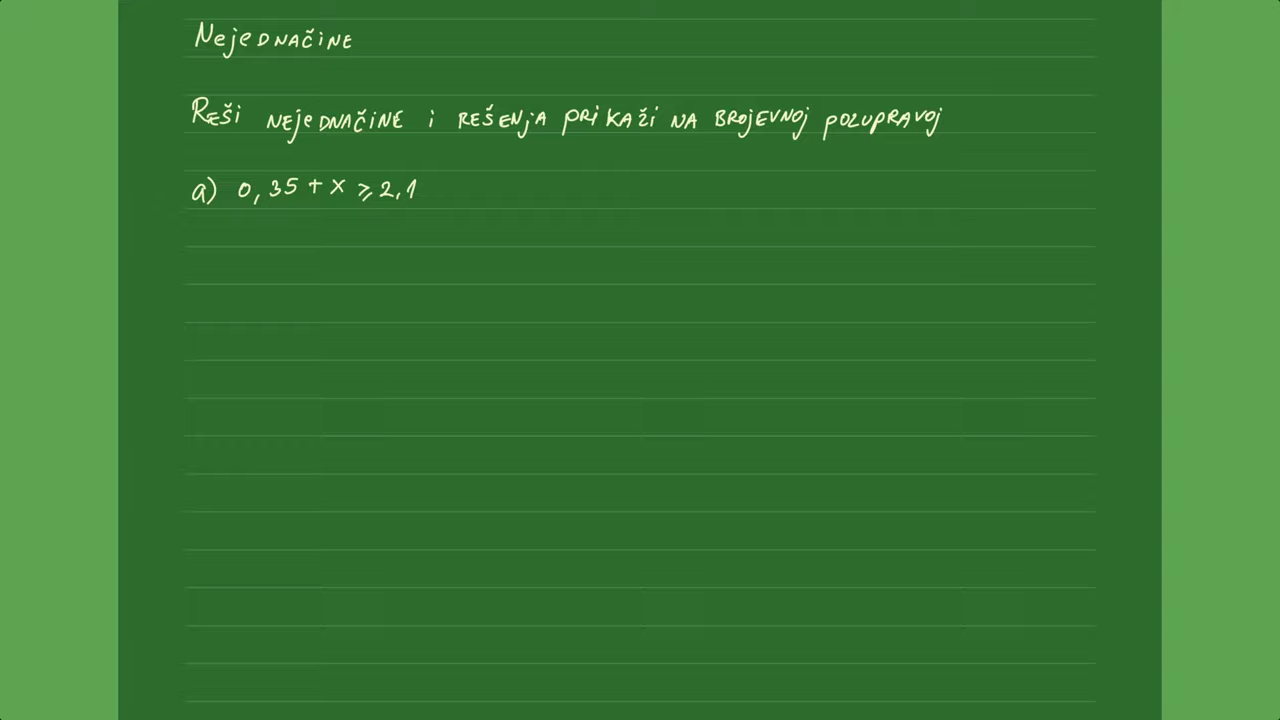 Nejednačine
Reši nejednačine i rešenja prikaži na brojevnoj polupravoj
a) 0,35 + x ⩾ 2,1